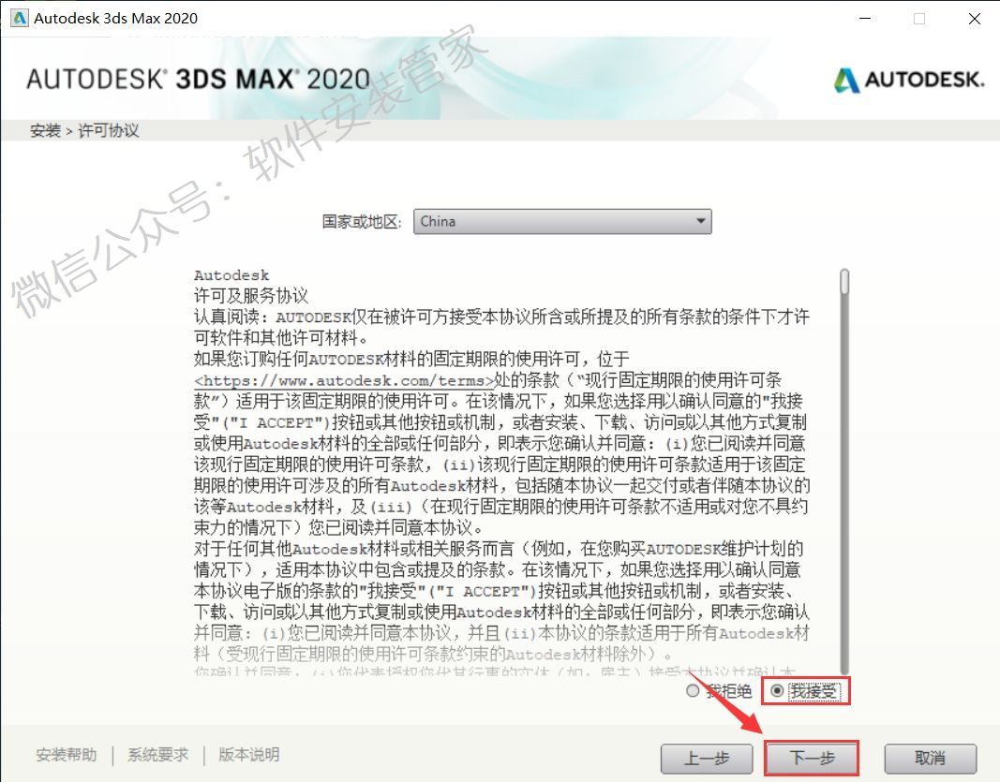 Autodesk 3ds Max 2020
AUTODESK® 3DS MAX® 2020
AUTODESK.
安装 > 许可协议
微信公众号：软件安装管家
国家或地区: China
Autodesk
许可及服务协议
认真阅读：AUTODESK仅在被许可方接受本协议所含或所提及的所有条款的条件下才许
可软件和其他许可材料。
如果您订购任何AUTODESK材料的固定期限的使用许可，位于
<https://www.autodesk.com/terms>处的条款（“现行固定期限的使用许可条
款”）适用于该固定期限的使用许可。在该情况下，如果您选择用以确认同意的"我接
受"("I ACCEPT")按钮或其他按钮或机制，或者安装、下载、访问或以其他方式复制
或使用Autodesk材料的全部或任何部分，即表示您确认并同意：(i)您已阅读并同意
该现行固定期限的使用许可条款，(ii)该现行固定期限的使用许可条款适用于该固定
期限的使用许可涉及的所有Autodesk材料，包括随本协议一起交付或者伴随本协议的
该等Autodesk材料，及(iii)（在现行固定期限的使用许可条款不适用或对您不具约
束力的情况下）您已阅读并同意本协议。
对于任何其他Autodesk材料或相关服务而言（例如，在您购买AUTODESK维护计划的
情况下），适用本协议中包含或提及的条款。在该情况下，如果您选择用以确认同意
本协议电子版的条款的"我接受"("I ACCEPT")按钮或其他按钮或机制，或者安装、
下载、访问或以其他方式复制或使用Autodesk材料的全部或任何部分，即表示您确认
并同意：(i)您已阅读并同意本协议，并且(ii)本协议的条款适用于所有Autodesk材
料（受现行固定期限的使用许可条款约束的Autodesk材料除外）。
您确认并同意：(i)您代表授权您代其行事的实体（如：雇主）接受本协议并确认本
我拒绝 我接受
安装帮助 | 系统要求 | 版本说明 上一步 下一步 取消